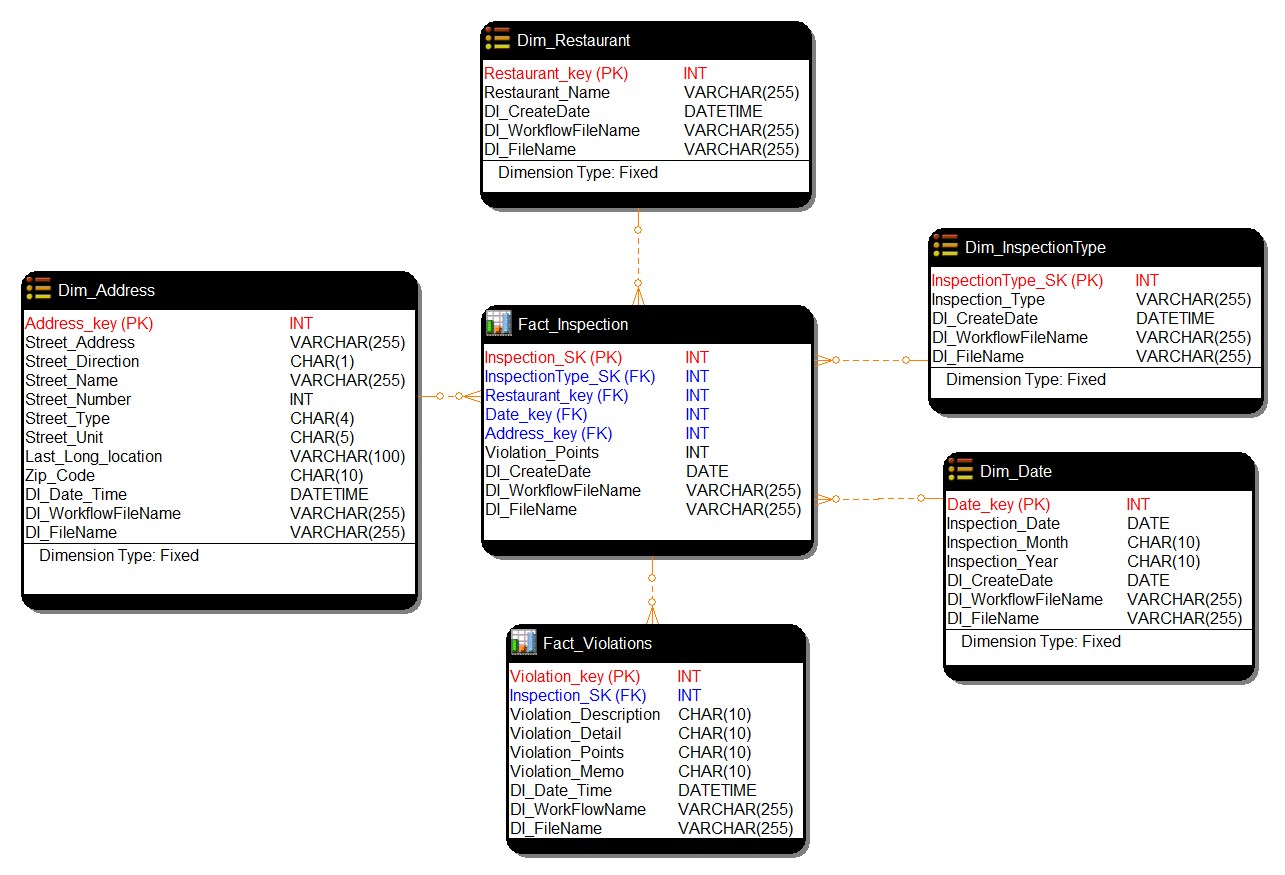 Dim_Restaurant
Restaurant_key (PK) INT
Restaurant_Name VARCHAR(255)
DI_CreateDate DATETIME
DI_WorkflowFileName VARCHAR(255)
DI_FileName VARCHAR(255)
Dimension Type: Fixed
Dim_Address
Address_key (PK) INT
Street_Address VARCHAR(255)
Street_Direction CHAR(1)
Street_Name VARCHAR(255)
Street_Number INT
Street_Type CHAR(4)
Street_Unit CHAR(5)
Last_Long_location VARCHAR(100)
Zip_Code CHAR(10)
DI_Date_Time DATETIME
DI_WorkflowFileName VARCHAR(255)
DI_FileName VARCHAR(255)
Dimension Type: Fixed
Fact_Inspection
Inspection_SK (PK) INT
InspectionType_SK (FK) INT
Restaurant_key (FK) INT
Date_key (FK) INT
Address_key (FK) INT
Violation_Points INT
DI_CreateDate DATE
DI_WorkflowFileName VARCHAR(255)
DI_FileName VARCHAR(255)
Dim_InspectionType
InspectionType_SK (PK) INT
Inspection_Type VARCHAR(255)
DI_CreateDate DATETIME
DI_WorkflowFileName VARCHAR(255)
DI_FileName VARCHAR(255)
Dimension Type: Fixed
Dim_Date
Date_key (PK) INT
Inspection_Date DATE
Inspection_Month CHAR(10)
Inspection_Year CHAR(10)
DI_CreateDate DATE
DI_WorkflowFileName VARCHAR(255)
DI_FileName VARCHAR(255)
Dimension Type: Fixed
Fact_Violations
Violation_key (PK) INT
Inspection_SK (FK) INT
Violation_Description CHAR(10)
Violation_Detail CHAR(10)
Violation_Points CHAR(10)
Violation_Memo CHAR(10)
DI_Date_Time DATETIME
DI_WorkFlowName VARCHAR(255)
DI_FileName VARCHAR(255)